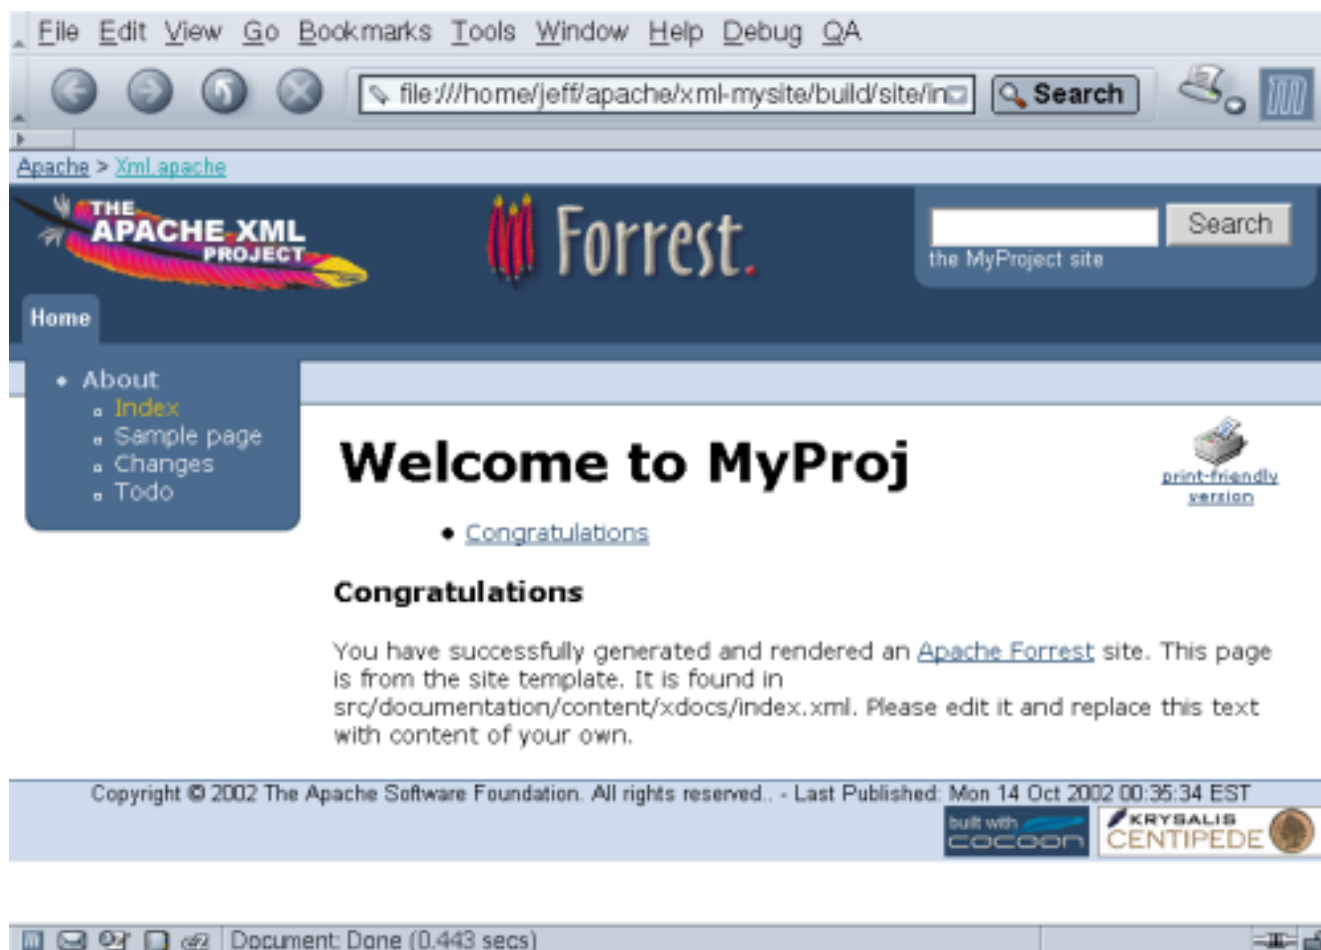 File Edit View Go Bookmarks Tools Window Help Debug QA
file:///home/jeff/apache/xml-mysite/build/site/in
Search
Apache > Xml.apache
THE
APACHE XML
PROJECT
Forrest.
Search
the MyProject site
Home
About
Index
Sample page
Changes
Todo
Welcome to MyProj
print-friendly
version
Congratulations
Congratulations
You have successfully generated and rendered an Apache Forrest site. This page
is from the site template. It is found in
src/documentation/content/xdocs/index.xml. Please edit it and replace this text
with content of your own.
Copyright © 2002 The Apache Software Foundation. All rights reserved.. - Last Published: Mon 14 Oct 2002 00:35:34 EST
built with
cocoon
KRYSALIS
CENTIPEDE
Document: Done (0.443 secs)